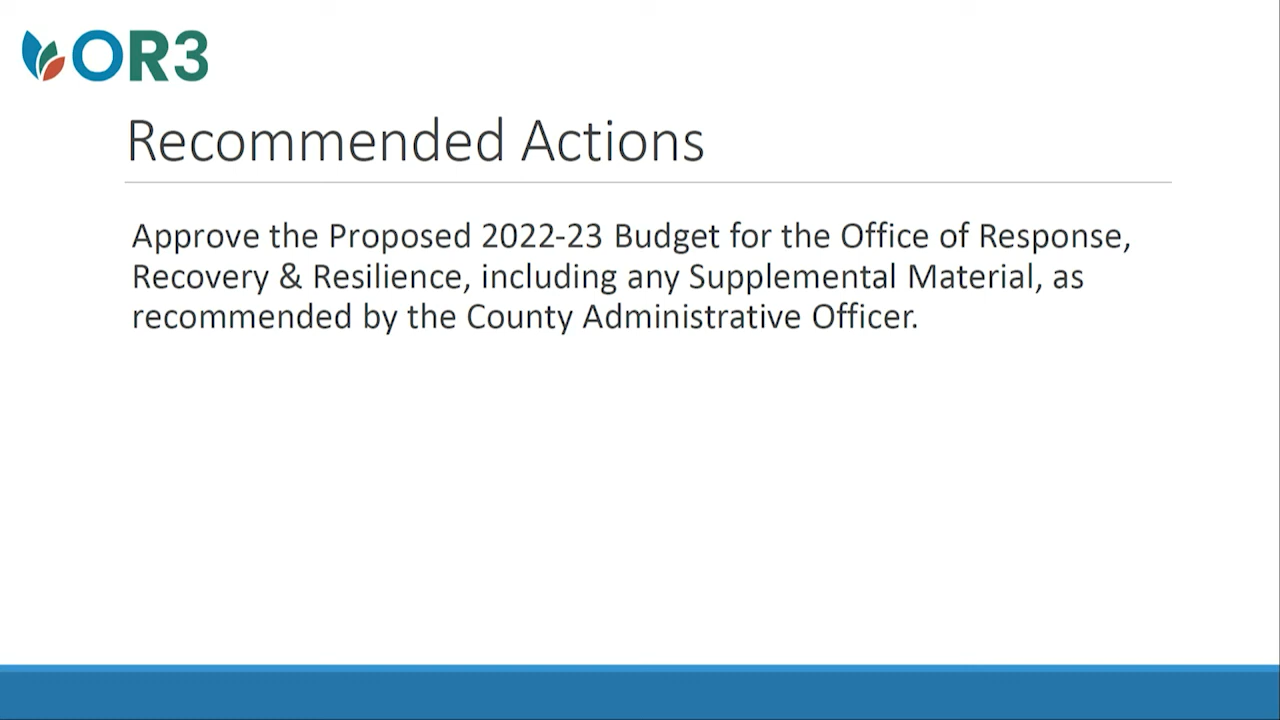 OR3
Recommended Actions
Approve the Proposed 2022-23 Budget for the Office of Response,
Recovery & Resilience, including any Supplemental Material, as
recommended by the County Administrative Officer.